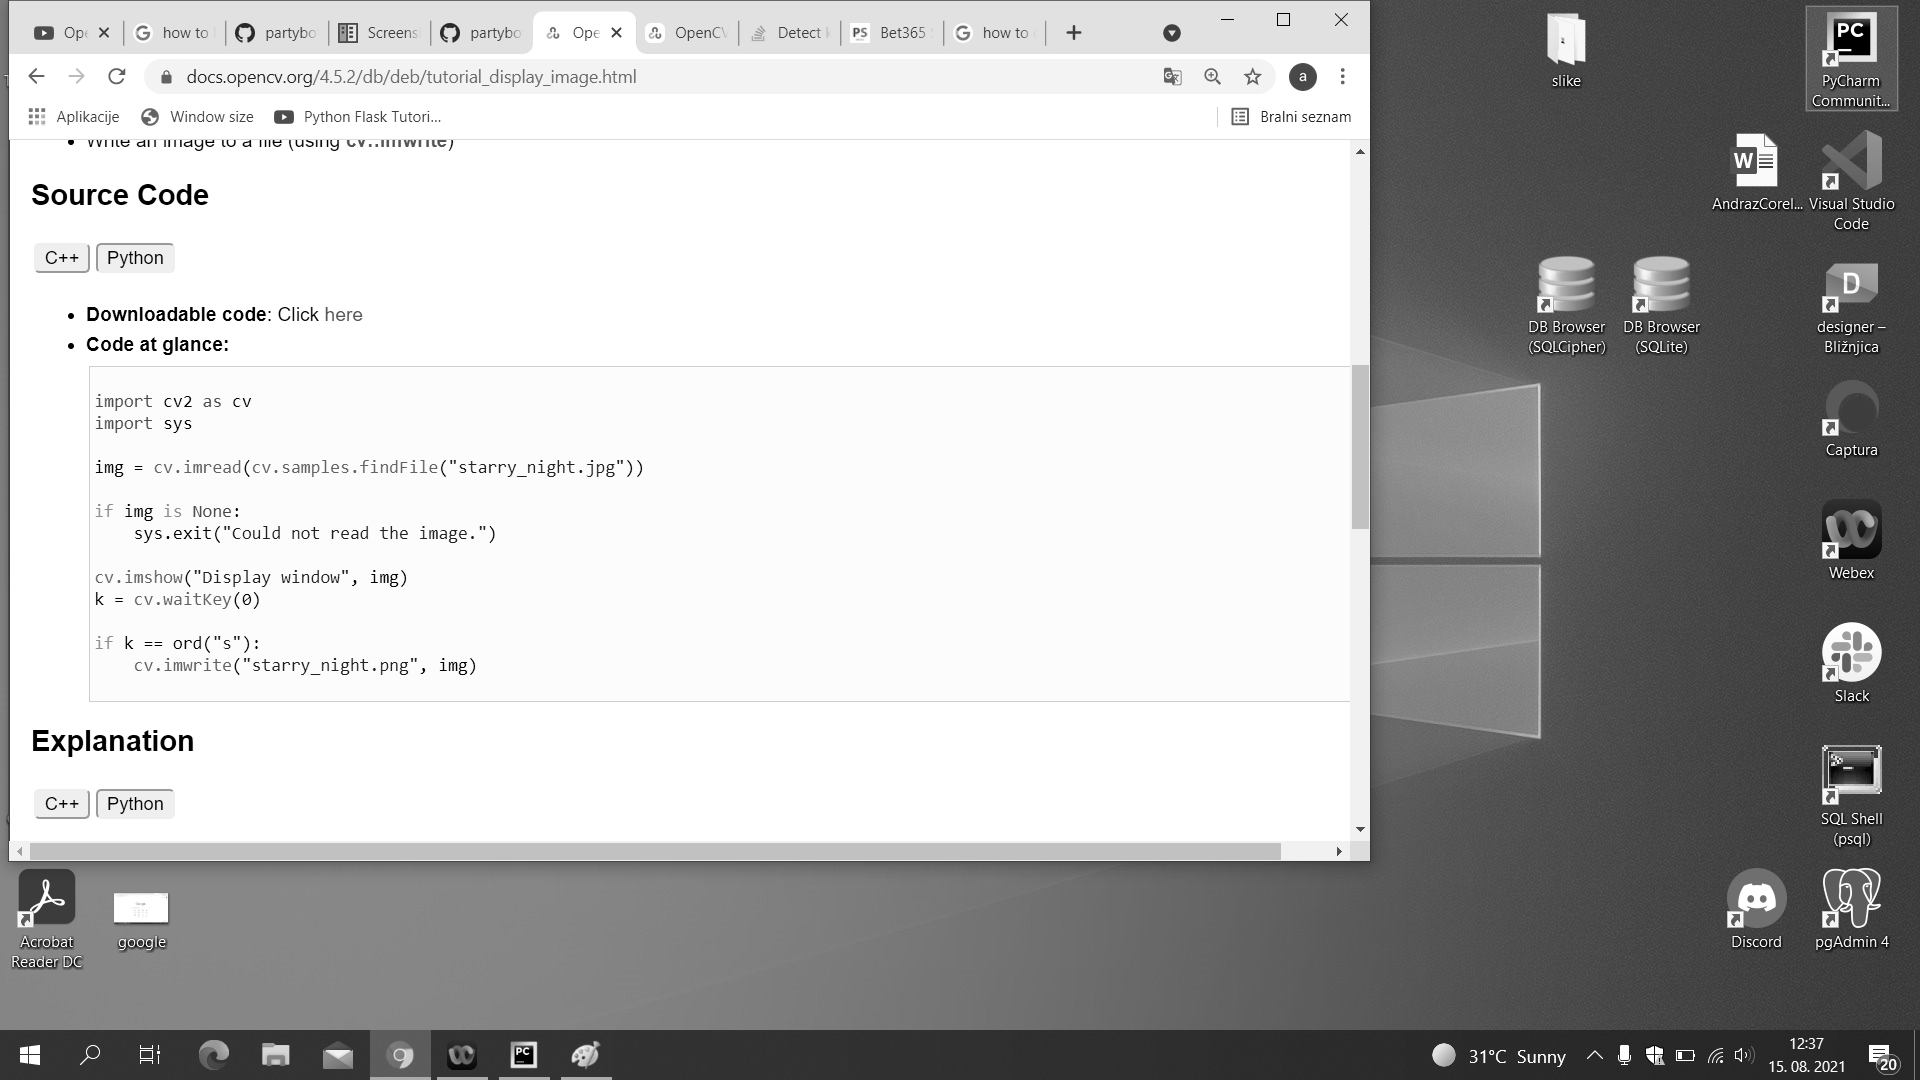 Ope
how to
partybo
Screens
partybo
Ope
OpenCV
Detect
PS Bet365
how to
docs.opencv.org/4.5.2/db/deb/tutorial_display_image.html
a
Aplikacije
Window size
Python Flask Tutori...
Bralni seznam
Write an image to a file (using cv::imwrite)
Source Code
C++ Python
Downloadable code: Click here
Code at glance:
import cv2 as cv
import sys
img = cv.imread(cv.samples.findFile("starry_night.jpg"))
if img is None:
sys.exit("Could not read the image.")
cv.imshow("Display window", img)
k = cv.waitKey(0)
if k == ord("s"):
cv.imwrite("starry_night.png", img)
Explanation
C++ Python
slike
PC
PyCharm
Communit...
W
AndrazCorel...
Visual Studio
Code
DB Browser
(SQLCipher)
DB Browser
(SQLite)
D
designer –
Bližnjica
Captura
Webex
Slack
SQL Shell
(psql)
Discord
pgAdmin 4
Acrobat
Reader DC
google
PC
31°C Sunny
12:37
15. 08. 2021
20